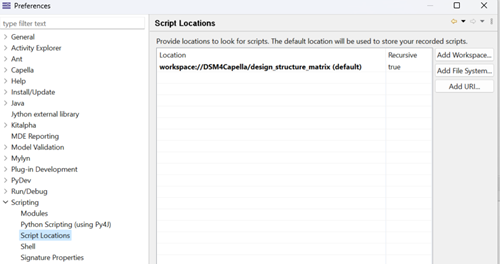 Preferences
type filter text
Script Locations
General
Activity Explorer
Ant
Capella
Help
Install/Update
Java
Jython external library
Kitalpha
MDE Reporting
Model Validation
Mylyn
Plug-in Development
PyDev
Run/Debug
Scripting
Modules
Python Scripting (using Py4J)
Script Locations
Shell
Signature Properties
Provide locations to look for scripts. The default location will be used to store your recorded scripts.
Location Recursive
workspace://DSM4Capella/design_structure_matrix (default) true
Add Workspace...
Add File System...
Add URI...